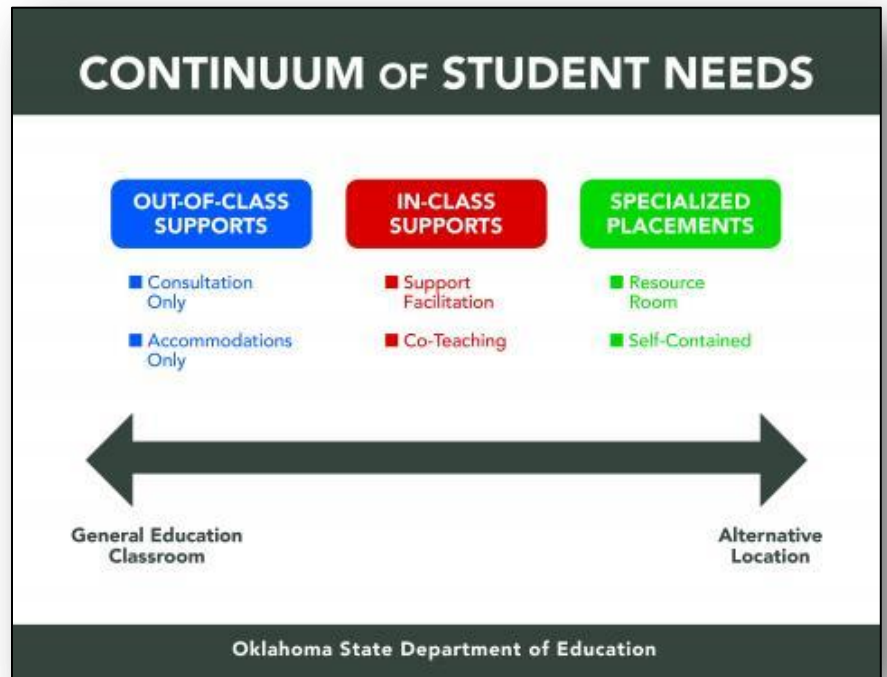 CONTINUUM OF STUDENT NEEDS
OUT-OF-CLASS
SUPPORTS
■ Consultation
Only
■ Accommodations
Only
IN-CLASS
SUPPORTS
■ Support
Facilitation
■ Co-Teaching
SPECIALIZED
PLACEMENTS
■ Resource
Room
■ Self-Contained
General Education
Classroom
Alternative
Location
Oklahoma State Department of Education